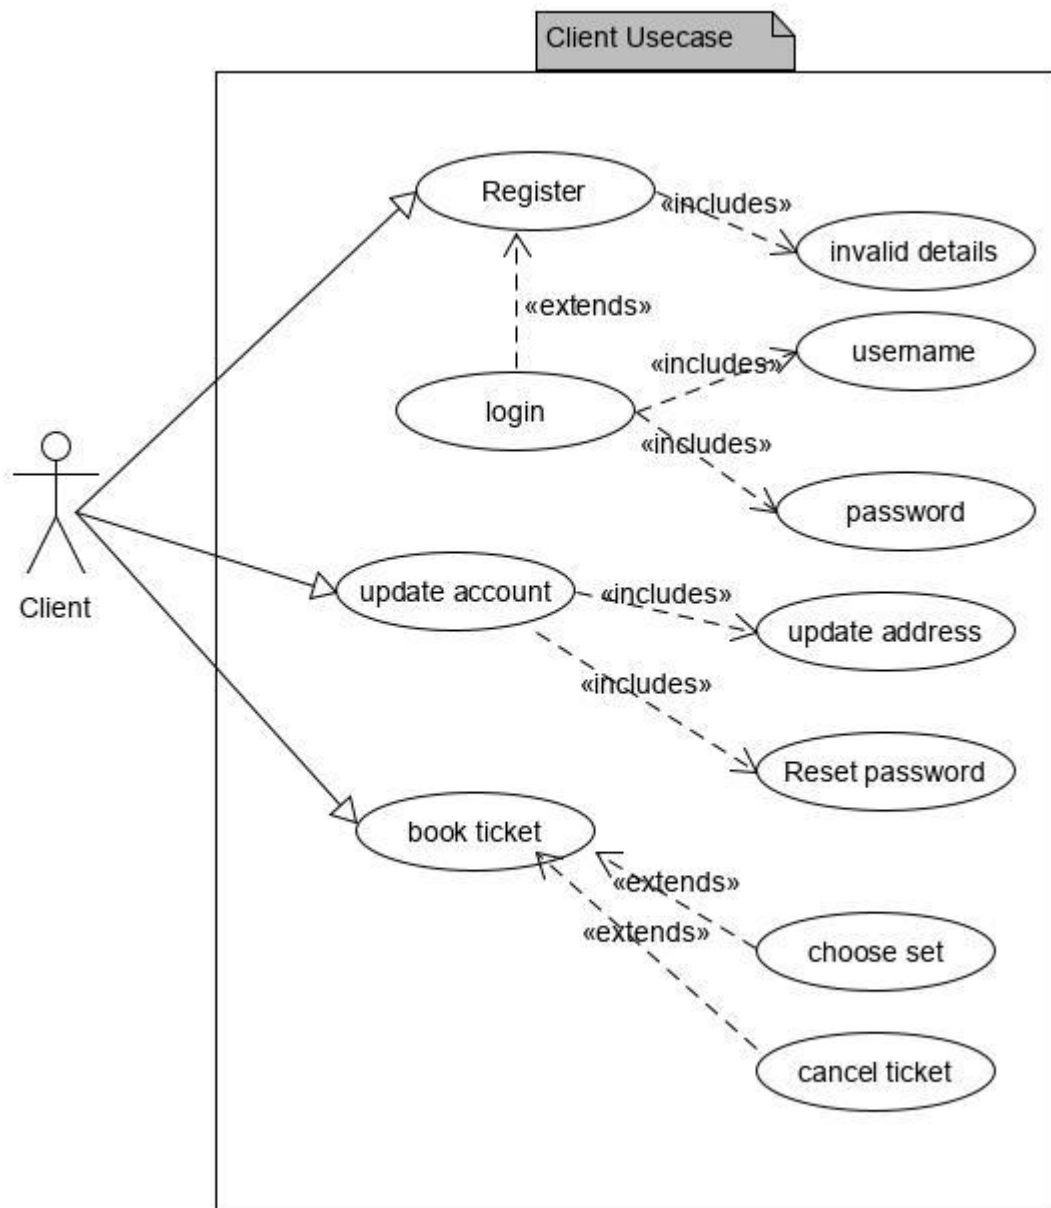 Client Usecase
Register
«includes»
invalid details
«extends»
«includes»
username
login
«includes»
password
Client
update account
«includes»
update address
«includes»
Reset password
book ticket
«extends»
«extends»
choose set
cancel ticket